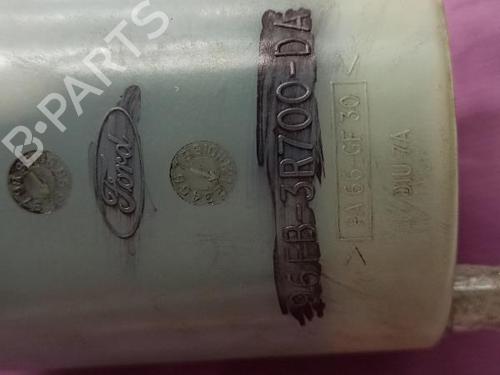 B-PARTS
Ford
96FB-3R700-DA
>PA 66-GF 30<